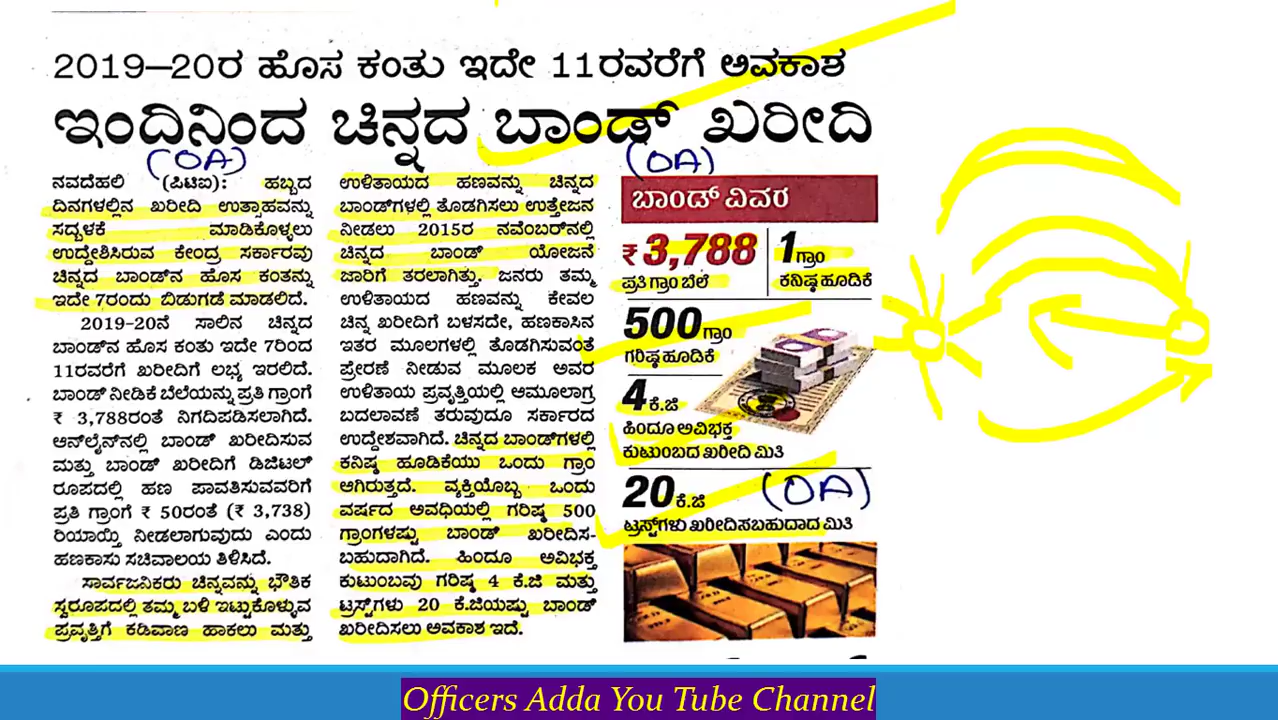 2019–20ರ ಹೊಸ ಕಂತು ಇದೇ 11ರವರೆಗೆ ಅವಕಾಶ
ಇಂದಿನಿಂದ ಚಿನ್ನದ ಬಾಂಡ್ ಖರೀದಿ
(OA)
ನವದೆಹಲಿ (ಪಿಟಿಐ): ಹಬ್ಬದ
ದಿನಗಳಲ್ಲಿನ ಖರೀದಿ ಉತ್ಸಾಹವನ್ನು
ಸದ್ಬಳಕೆ ಮಾಡಿಕೊಳ್ಳಲು
ಉದ್ದೇಶಿಸಿರುವ ಕೇಂದ್ರ ಸರ್ಕಾರವು
ಚಿನ್ನದ ಬಾಂಡ್‌ನ ಹೊಸ ಕಂತನ್ನು
ಇದೇ 7ರಂದು ಬಿಡುಗಡೆ ಮಾಡಲಿದೆ.
2019-20ನೆ ಸಾಲಿನ ಚಿನ್ನದ
ಬಾಂಡ್‌ನ ಹೊಸ ಕಂತು ಇದೇ 7ರಿಂದ
11ರವರೆಗೆ ಖರೀದಿಗೆ ಲಭ್ಯ ಇರಲಿದೆ.
ಬಾಂಡ್ ನೀಡಿಕೆ ಬೆಲೆಯನ್ನು ಪ್ರತಿ ಗ್ರಾಂಗೆ
₹ 3,788ರಂತೆ ನಿಗದಿಪಡಿಸಲಾಗಿದೆ.
ಆನ್‌ಲೈನ್‌ನಲ್ಲಿ ಬಾಂಡ್ ಖರೀದಿಸುವ
ಮತ್ತು ಬಾಂಡ್ ಖರೀದಿಗೆ ಡಿಜಿಟಲ್
ರೂಪದಲ್ಲಿ ಹಣ ಪಾವತಿಸುವವರಿಗೆ
ಪ್ರತಿ ಗ್ರಾಂಗೆ ₹ 50ರಂತೆ (₹ 3,738)
ರಿಯಾಯ್ತಿ ನೀಡಲಾಗುವುದು ಎಂದು
ಹಣಕಾಸು ಸಚಿವಾಲಯ ತಿಳಿಸಿದೆ.
ಸಾರ್ವಜನಿಕರು ಚಿನ್ನವನ್ನು ಭೌತಿಕ
ಸ್ವರೂಪದಲ್ಲಿ ತಮ್ಮ ಬಳಿ ಇಟ್ಟುಕೊಳ್ಳುವ
ಪ್ರವೃತ್ತಿಗೆ ಕಡಿವಾಣ ಹಾಕಲು ಮತ್ತು
ಉಳಿತಾಯದ ಹಣವನ್ನು ಚಿನ್ನದ
ಬಾಂಡ್‌ಗಳಲ್ಲಿ ತೊಡಗಿಸಲು ಉತ್ತೇಜನ
ನೀಡಲು 2015ರ ನವೆಂಬರ್‌ನಲ್ಲಿ
ಚಿನ್ನದ ಬಾಂಡ್ ಯೋಜನೆ
ಜಾರಿಗೆ ತರಲಾಗಿತ್ತು. ಜನರು ತಮ್ಮ
ಉಳಿತಾಯದ ಹಣವನ್ನು ಕೇವಲ
ಚಿನ್ನ ಖರೀದಿಗೆ ಬಳಸದೇ, ಹಣಕಾಸಿನ
ಇತರ ಮೂಲಗಳಲ್ಲಿ ತೊಡಗಿಸುವಂತೆ
ಪ್ರೇರಣೆ ನೀಡುವ ಮೂಲಕ ಅವರ
ಉಳಿತಾಯ ಪ್ರವೃತ್ತಿಯಲ್ಲಿ ಆಮೂಲಾಗ್ರ
ಬದಲಾವಣೆ ತರುವುದೂ ಸರ್ಕಾರದ
ಉದ್ದೇಶವಾಗಿದೆ. ಚಿನ್ನದ ಬಾಂಡ್‌ಗಳಲ್ಲಿ
ಕನಿಷ್ಠ ಹೂಡಿಕೆಯು ಒಂದು ಗ್ರಾಂ
ಆಗಿರುತ್ತದೆ. ವ್ಯಕ್ತಿಯೊಬ್ಬ ಒಂದು
ವರ್ಷದ ಅವಧಿಯಲ್ಲಿ ಗರಿಷ್ಠ 500
ಗ್ರಾಂಗಳಷ್ಟು ಬಾಂಡ್ ಖರೀದಿಸ-
ಬಹುದಾಗಿದೆ. ಹಿಂದೂ ಅವಿಭಕ್ತ
ಕುಟುಂಬವು ಗರಿಷ್ಠ 4 ಕೆ.ಜಿ ಮತ್ತು
ಟ್ರಸ್ಟ್‌ಗಳು 20 ಕೆ.ಜಿಯಷ್ಟು ಬಾಂಡ್
ಖರೀದಿಸಲು ಅವಕಾಶ ಇದೆ.
(OA)
ಬಾಂಡ್ ವಿವರ
₹ 3,788
ಪ್ರತಿ ಗ್ರಾಂ ಬೆಲೆ
1 ಗ್ರಾಂ
ಕನಿಷ್ಠ ಹೂಡಿಕೆ
500 ಗ್ರಾಂ
ಗರಿಷ್ಠ ಹೂಡಿಕೆ
4 ಕೆ.ಜಿ
ಹಿಂದೂ ಅವಿಭಕ್ತ
ಕುಟುಂಬದ ಖರೀದಿ ಮಿತಿ
20 ಕೆ.ಜಿ (OA)
ಟ್ರಸ್ಟ್‌ಗಳು ಖರೀದಿಸಬಹುದಾದ ಮಿತಿ
Officers Adda You Tube Channel